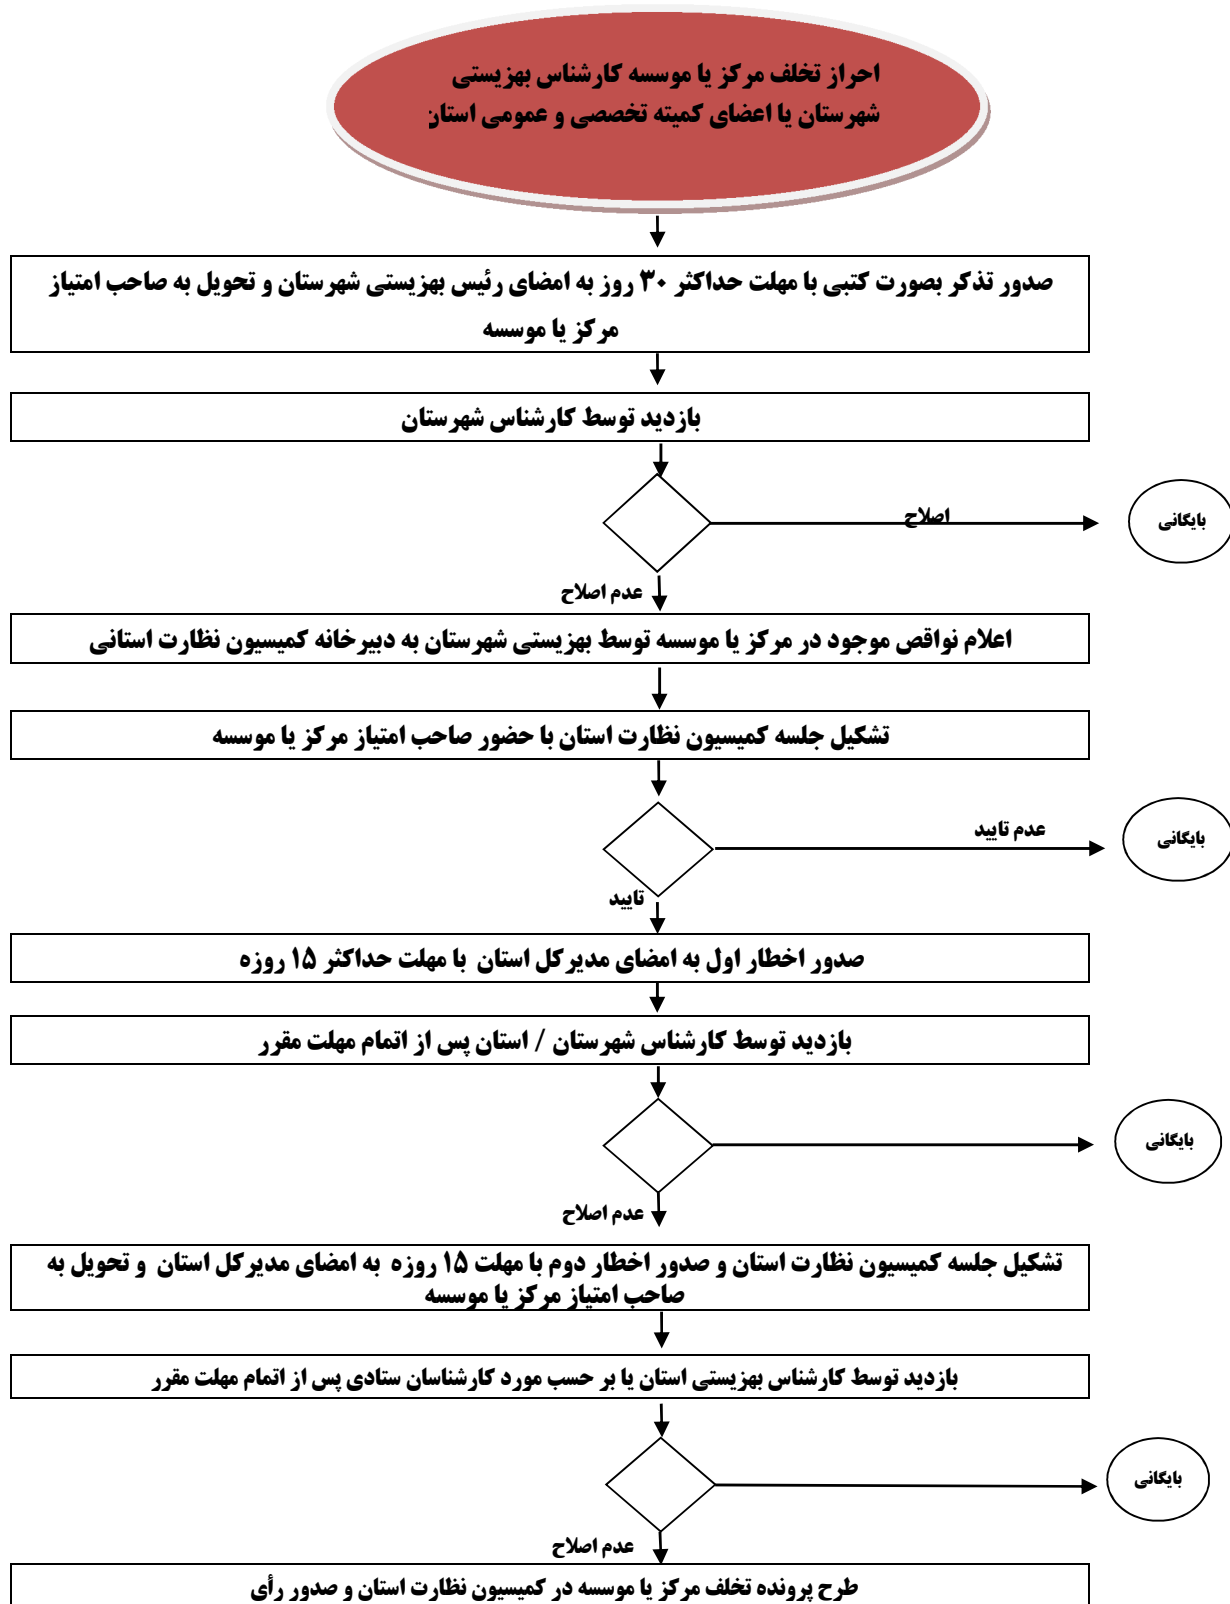 احراز تخلف مرکز یا موسسه کارشناس بهزیستی
شهرستان یا اعضای کمیته تخصصی و عمومی استان
صدور تذکر بصورت کتبی با مهلت حداکثر ۳۰ روز به امضای رئیس بهزیستی شهرستان و تحویل به صاحب امتیاز
مرکز یا موسسه
بازدید توسط کارشناس شهرستان
اصلاح
بایگانی
عدم اصلاح
اعلام نواقص موجود در مرکز یا موسسه توسط بهزیستی شهرستان به دبیرخانه کمیسیون نظارت استانی
تشکیل جلسه کمیسیون نظارت استان با حضور صاحب امتیاز مرکز یا موسسه
عدم تایید
بایگانی
تایید
صدور اخطار اول به امضای مدیرکل استان با مهلت حداکثر ۱۵ روزه
بازدید توسط کارشناس شهرستان / استان پس از اتمام مهلت مقرر
بایگانی
عدم اصلاح
تشکیل جلسه کمیسیون نظارت استان و صدور اخطار دوم با مهلت ۱۵ روزه به امضای مدیرکل استان و تحویل به
صاحب امتیاز مرکز یا موسسه
بازدید توسط کارشناس بهزیستی استان یا بر حسب مورد کارشناسان ستادی پس از اتمام مهلت مقرر
بایگانی
عدم اصلاح
طرح پرونده تخلف مرکز یا موسسه در کمیسیون نظارت استان و صدور رأی